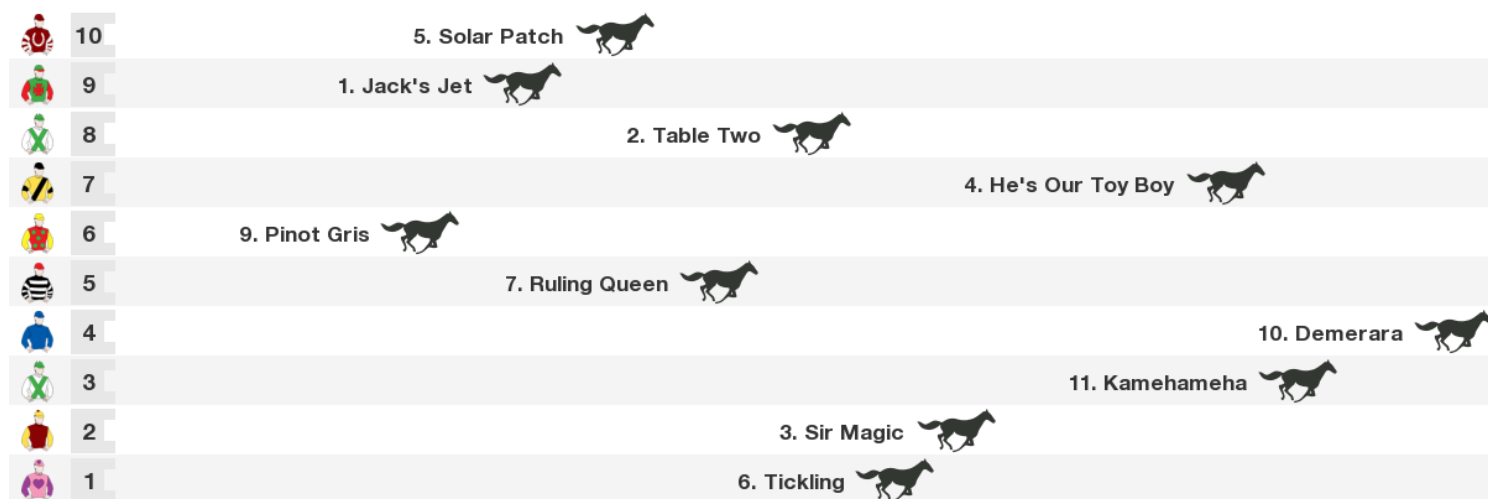 10 5. Solar Patch
9 1. Jack's Jet
8 2. Table Two
7 4. He's Our Toy Boy
6 9. Pinot Gris
5 7. Ruling Queen
4 10. Demerara
3 11. Kamehameha
2 3. Sir Magic
1 6. Tickling